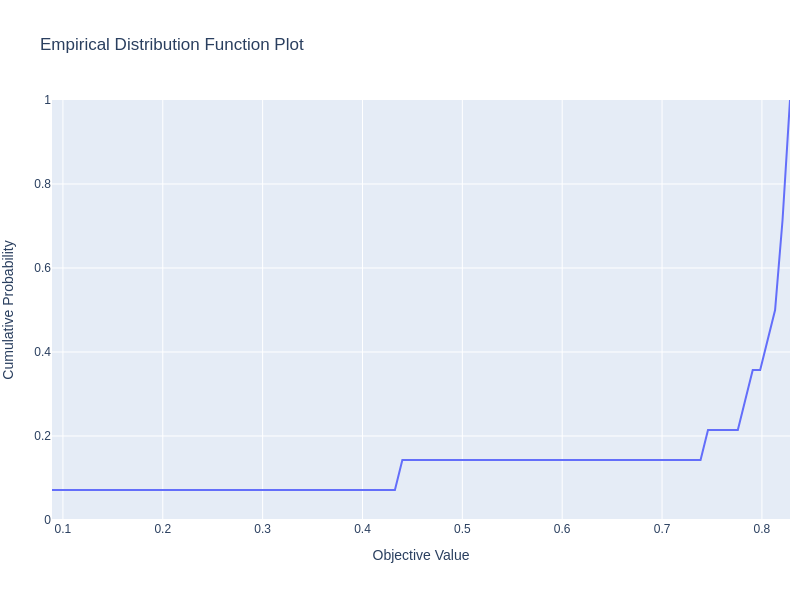 Empirical Distribution Function Plot
1
0.8
0.6
0.4
0.2
0
Cumulative Probability
0.1 0.2 0.3 0.4 0.5 0.6 0.7 0.8
Objective Value